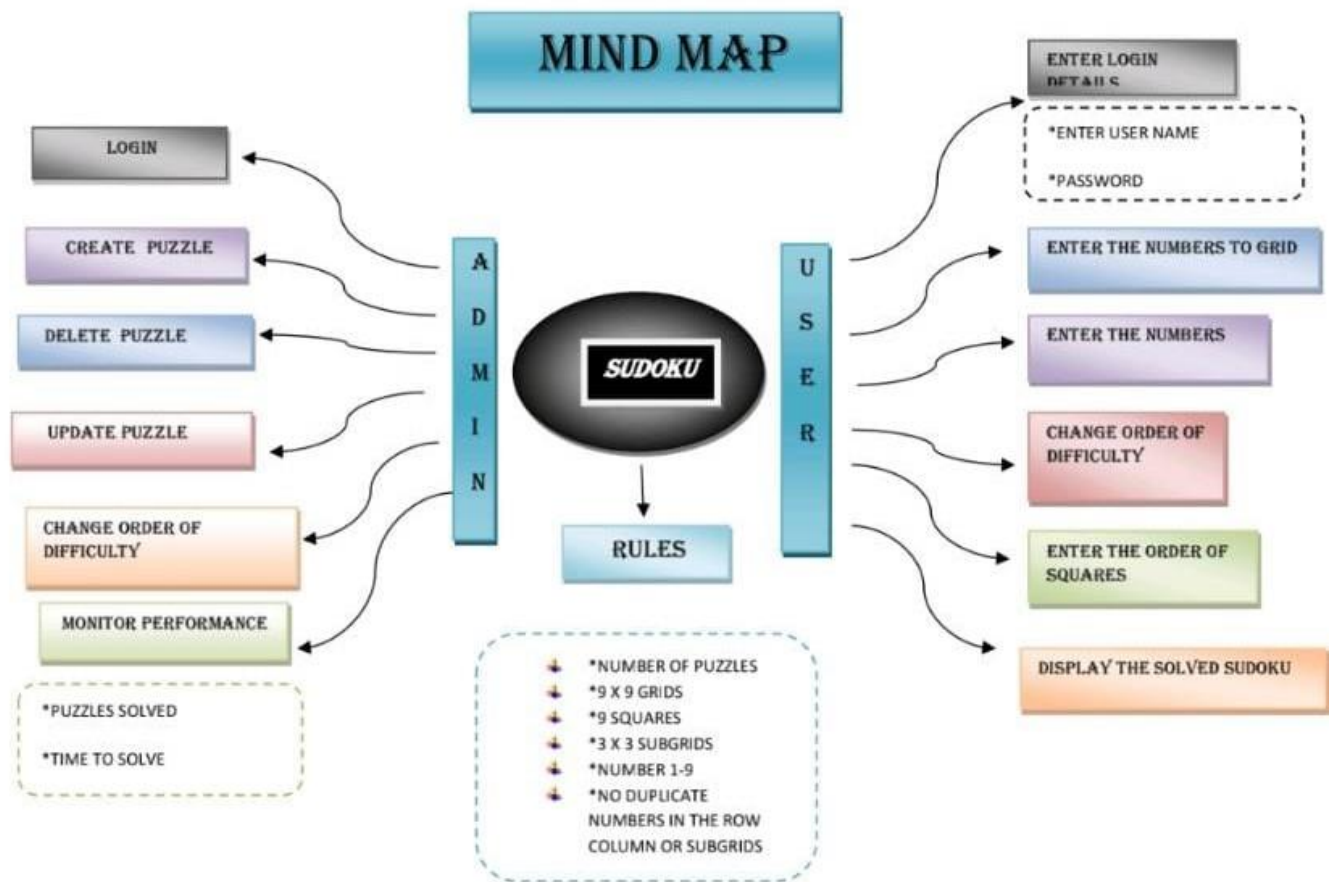 MIND MAP
LOGIN
CREATE PUZZLE
DELETE PUZZLE
UPDATE PUZZLE
CHANGE ORDER OF
DIFFICULTY
MONITOR PERFORMANCE
*PUZZLES SOLVED
*TIME TO SOLVE
ADMIN
SUDOKU
RULES
*NUMBER OF PUZZLES
*9 X 9 GRIDS
*9 SQUARES
*3 X 3 SUBGRIDS
*NUMBER 1-9
*NO DUPLICATE
NUMBERS IN THE ROW
COLUMN OR SUBGRIDS
USER
ENTER LOGIN
DETAILS
*ENTER USER NAME
*PASSWORD
ENTER THE NUMBERS TO GRID
ENTER THE NUMBERS
CHANGE ORDER OF
DIFFICULTY
ENTER THE ORDER OF
SQUARES
DISPLAY THE SOLVED SUDOKU